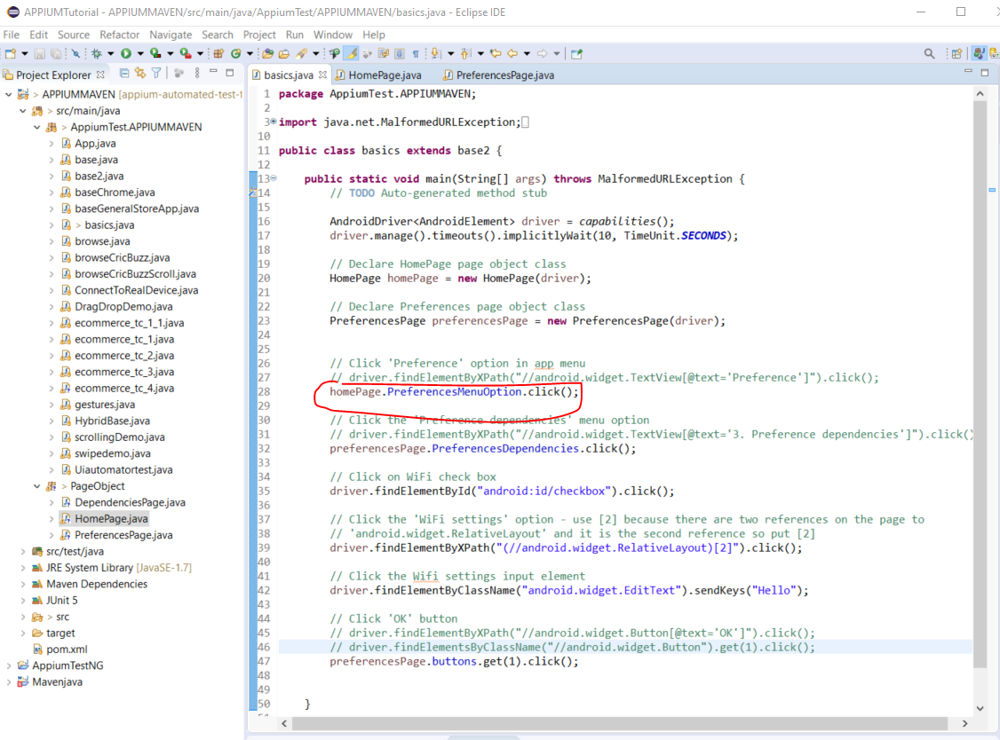 APPIUMTutorial - APPIUMMAVEN/src/main/java/AppiumTest/APPIUMMAVEN/basics.java - Eclipse IDE
File Edit Source Refactor Navigate Search Project Run Window Help
Project Explorer
APPIUMMAVEN [appium-automated-test-f
src/main/java
AppiumTest.APPIUMMAVEN
App.java
base.java
base2.java
baseChrome.java
baseGeneralStoreApp.java
> basics.java
browse.java
browseCricBuzz.java
browseCricBuzzScroll.java
ConnectToRealDevice.java
DragDropDemo.java
ecommerce_tc_1_1.java
ecommerce_tc_1.java
ecommerce_tc_2.java
ecommerce_tc_3.java
ecommerce_tc_4.java
gestures.java
HybridBase.java
scrollingDemo.java
swipedemo.java
Uiautomatortest.java
> PageObject
DependenciesPage.java
HomePage.java
PreferencesPage.java
src/test/java
JRE System Library [JavaSE-1.7]
Maven Dependencies
JUnit 5
> src
target
pom.xml
AppiumTestNG
Mavenjava
basics.java HomePage.java PreferencesPage.java
1 package AppiumTest.APPIUMMAVEN;
2
3 import java.net.MalformedURLException;
10
11 public class basics extends base2 {
12
13 public static void main(String[] args) throws MalformedURLException {
14 // TODO Auto-generated method stub
15
16 AndroidDriver<AndroidElement> driver = capabilities();
17 driver.manage().timeouts().implicitlyWait(10, TimeUnit.SECONDS);
18
19 // Declare HomePage page object class
20 HomePage homePage = new HomePage(driver);
21
22 // Declare Preferences page object class
23 PreferencesPage preferencesPage = new PreferencesPage(driver);
24
25
26 // Click 'Preference' option in app menu
27 // driver.findElementByXPath("//android.widget.TextView[@text='Preference']").click();
28 homePage.PreferencesMenuOption.click();
29
30 // Click the 'Preference dependencies' menu option
31 // driver.findElementByXPath("//android.widget.TextView[@text='3. Preference dependencies']").click()
32 preferencesPage.PreferencesDependencies.click();
33
34 // Click on WiFi check box
35 driver.findElementById("android:id/checkbox").click();
36
37 // Click the 'WiFi settings' option - use [2] because there are two references on the page to
38 // 'android.widget.RelativeLayout' and it is the second reference so put [2]
39 driver.findElementByXPath("(//android.widget.RelativeLayout)[2]").click();
40
41 // Click the Wifi settings input element
42 driver.findElementByClassName("android.widget.EditText").sendKeys("Hello");
43
44 // Click 'OK' button
45 // driver.findElementByXPath("//android.widget.Button[@text='OK']").click();
46 // driver.findElementsByClassName("//android.widget.Button").get(1).click();
47 preferencesPage.buttons.get(1).click();
48
49
50 }